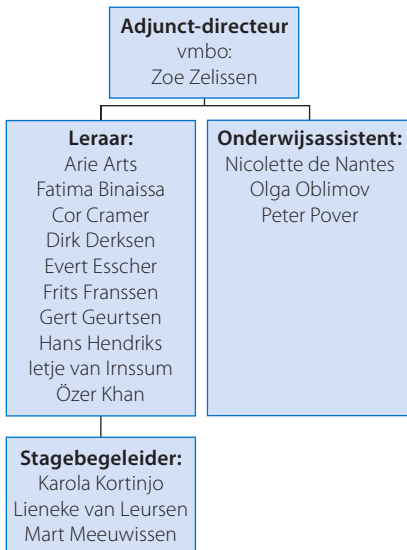 Adjunct-directeur
vmbo:
Zoe Zelissen
Leraar:
Arie Arts
Fatima Binaissa
Cor Cramer
Dirk Derksen
Evert Esscher
Frits Franssen
Gert Geurtsen
Hans Hendriks
Ietje van Irnssum
Özer Khan
Onderwijsassistent:
Nicolette de Nantes
Olga Oblimov
Peter Pover
Stagebegeleider:
Karola Kortinjo
Lieneke van Leursen
Mart Meeuwissen